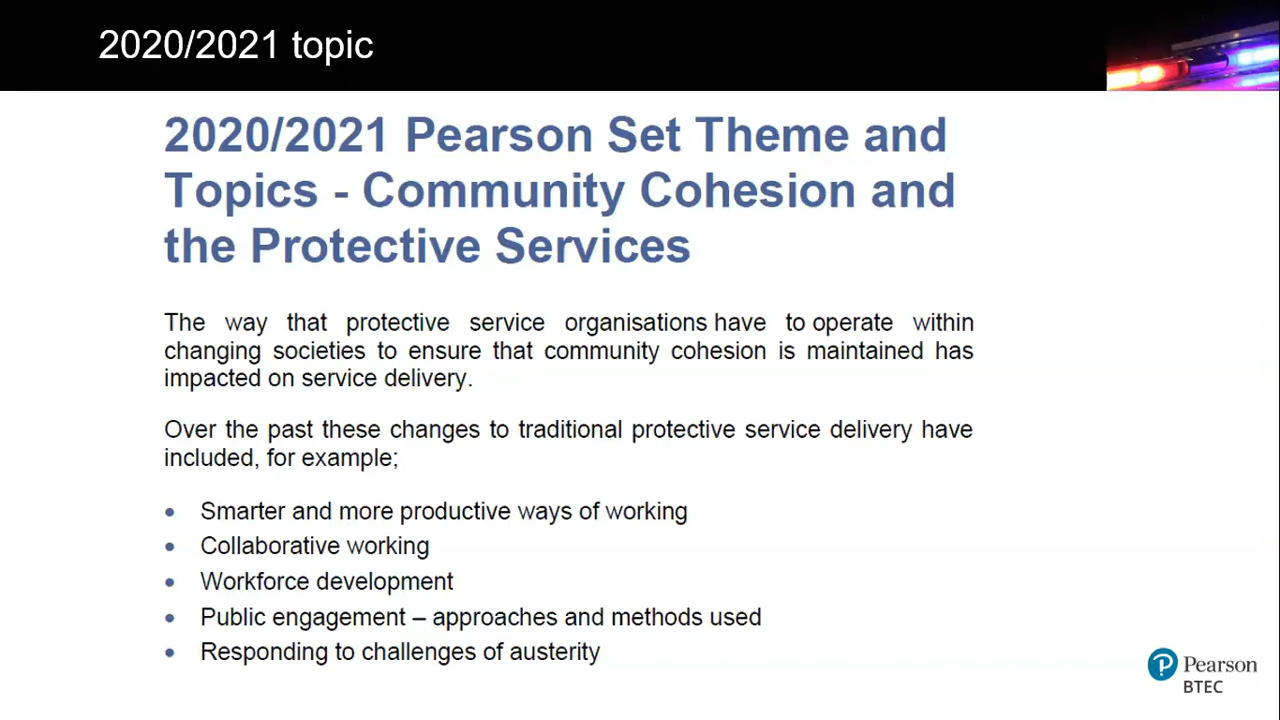 2020/2021 topic
2020/2021 Pearson Set Theme and
Topics - Community Cohesion and
the Protective Services
The way that protective service organisations have to operate within
changing societies to ensure that community cohesion is maintained has
impacted on service delivery.
Over the past these changes to traditional protective service delivery have
included, for example;
• Smarter and more productive ways of working
• Collaborative working
• Workforce development
• Public engagement – approaches and methods used
• Responding to challenges of austerity
Pearson
BTEC